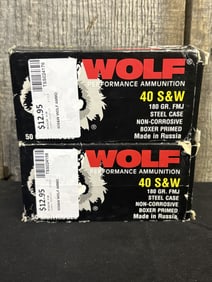 WOLF®
PERFORMANCE AMMUNITION
40 S&W
180 GR. FMJ
STEEL CASE
NON-CORROSIVE
BOXER PRIMED
Made in Russia
50
$12.95
WOLF
PERFORMANCE AMMUNITION
40 S&W
180 GR. FMJ
STEEL CASE
NON-CORROSIVE
BOXER PRIMED
Made in Russia
50
$12.95